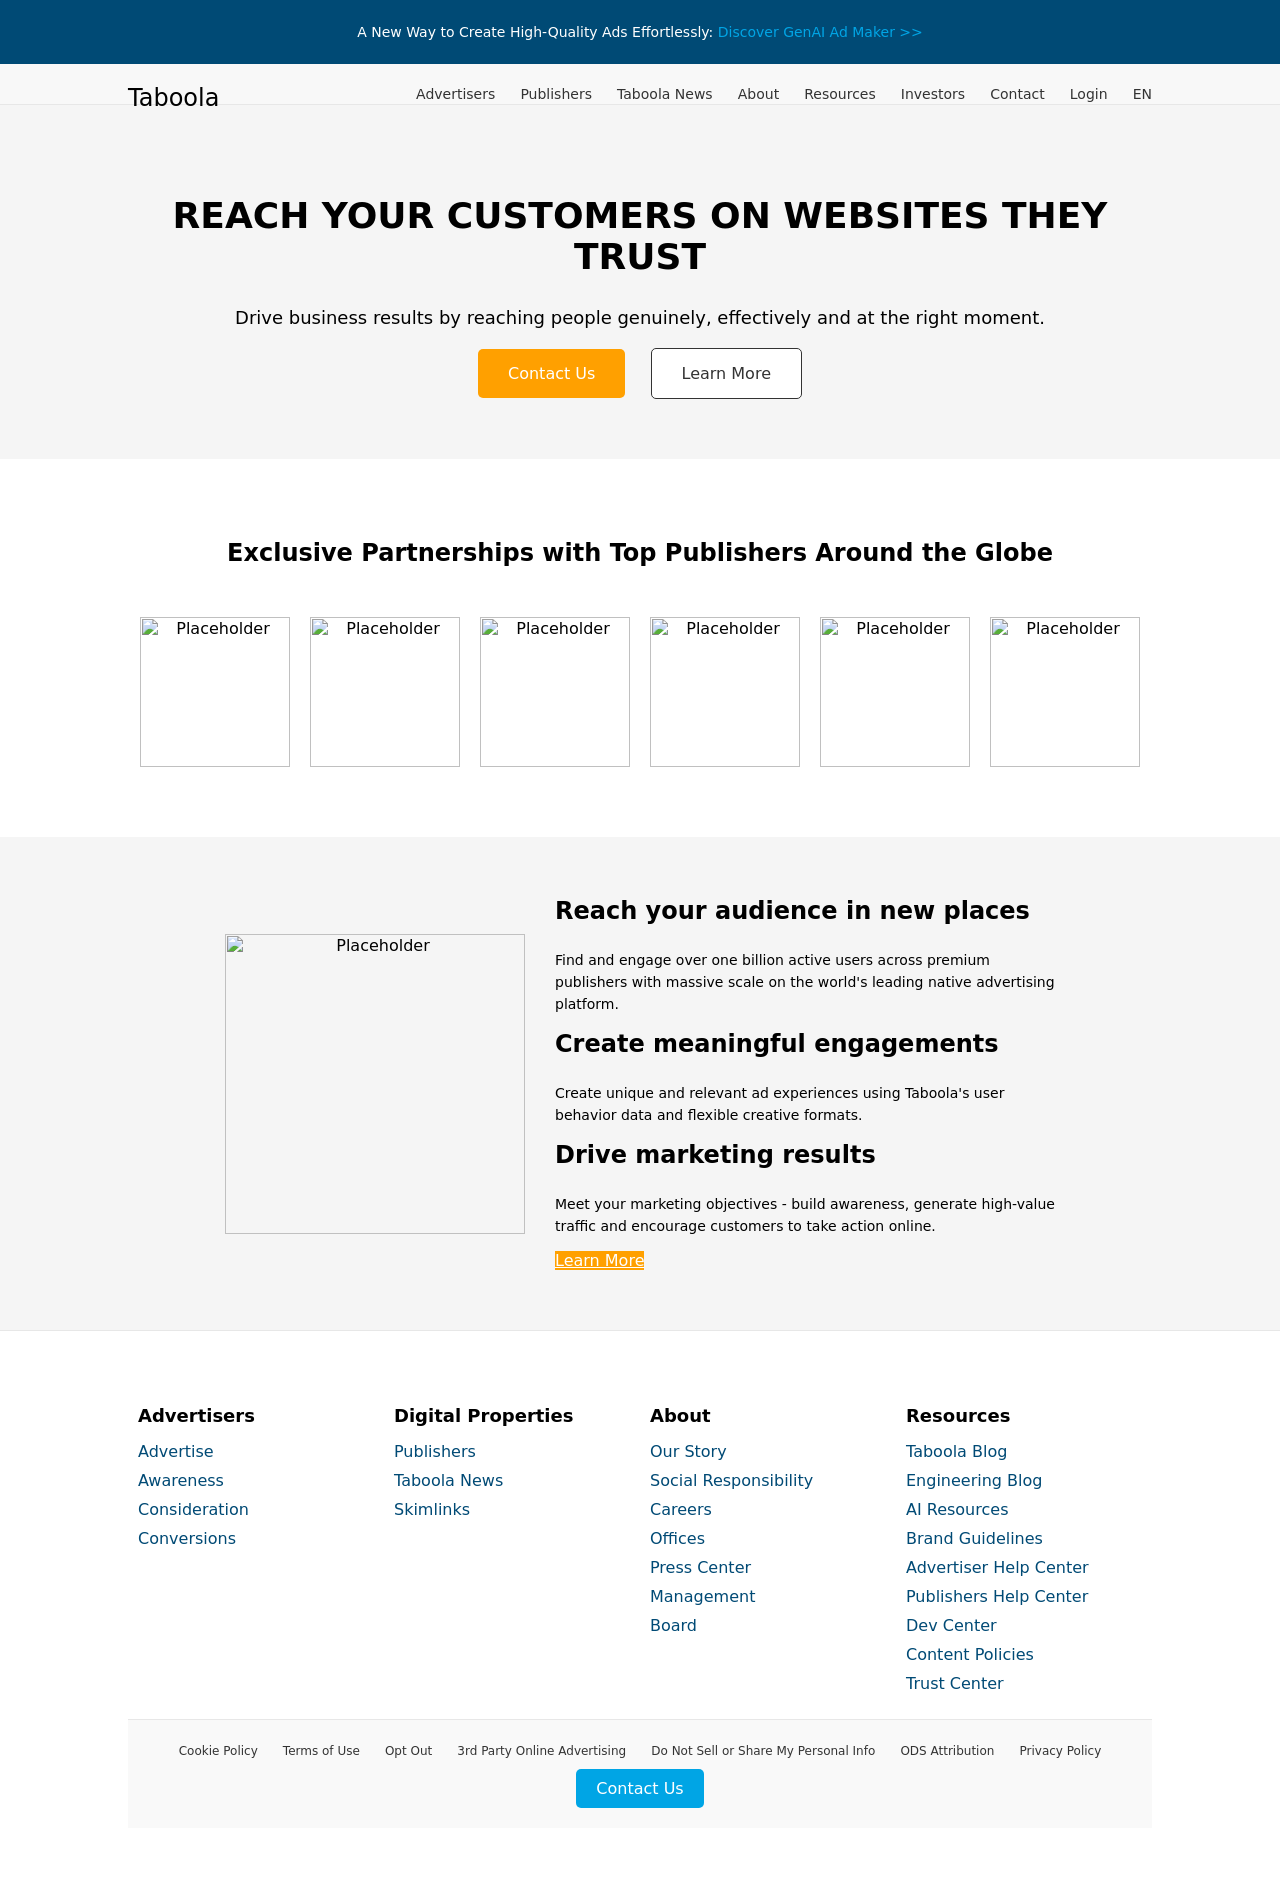 A New Way to Create High-Quality Ads Effortlessly: Discover GenAI Ad Maker >>
Taboola
Advertisers Publishers Taboola News About Resources Investors Contact Login EN
REACH YOUR CUSTOMERS ON WEBSITES THEY
TRUST
Drive business results by reaching people genuinely, effectively and at the right moment.
Contact Us Learn More
Exclusive Partnerships with Top Publishers Around the Globe
Placeholder Placeholder Placeholder Placeholder Placeholder Placeholder
Placeholder
Reach your audience in new places
Find and engage over one billion active users across premium
publishers with massive scale on the world's leading native advertising
platform.
Create meaningful engagements
Create unique and relevant ad experiences using Taboola's user
behavior data and flexible creative formats.
Drive marketing results
Meet your marketing objectives - build awareness, generate high-value
traffic and encourage customers to take action online.
Learn More
Advertisers
Advertise
Awareness
Consideration
Conversions
Digital Properties
Publishers
Taboola News
Skimlinks
About
Our Story
Social Responsibility
Careers
Offices
Press Center
Management
Board
Resources
Taboola Blog
Engineering Blog
AI Resources
Brand Guidelines
Advertiser Help Center
Publishers Help Center
Dev Center
Content Policies
Trust Center
Cookie Policy Terms of Use Opt Out 3rd Party Online Advertising Do Not Sell or Share My Personal Info ODS Attribution Privacy Policy
Contact Us